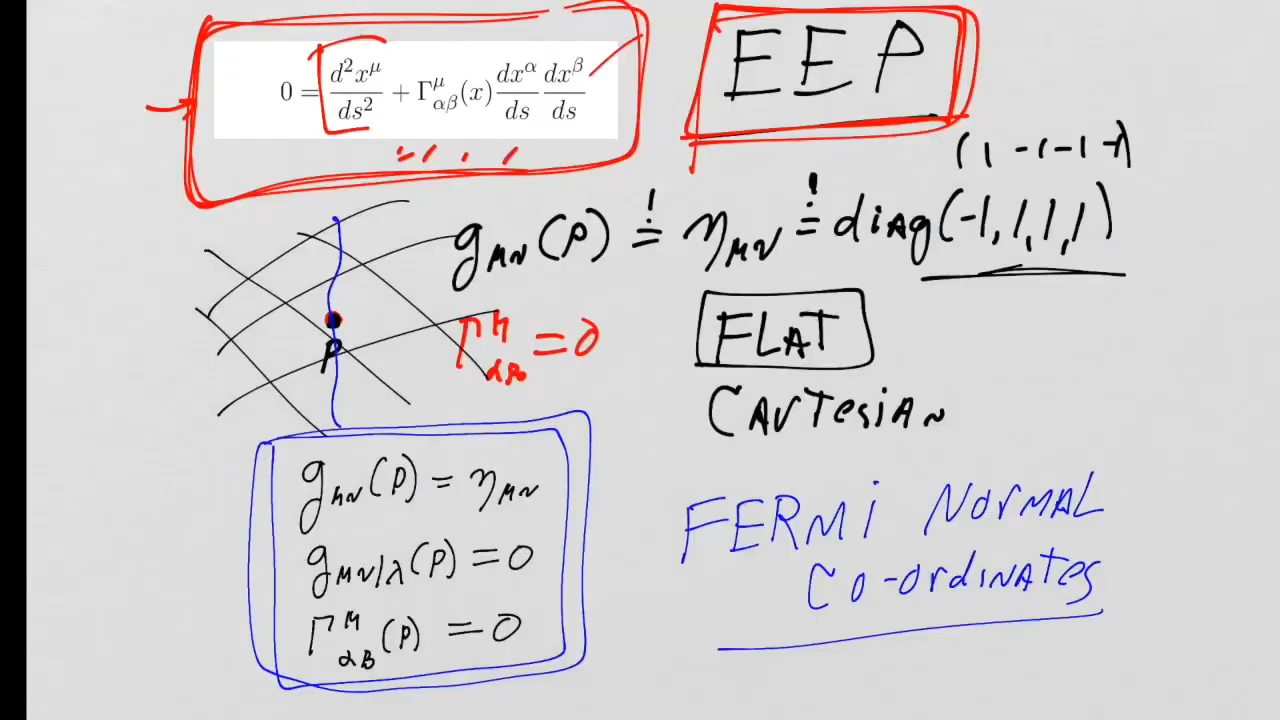 0 = d²x^μ/ds² + Γ^μ_αβ(x) dx^α/ds dx^β/ds
EEP
(1 -1 -1 -1)
g_μν(P) =! η_μν =! diAg(-1,1,1,1)
P
Γ^μ_αβ = 0
FLAT
CArTesiAn
g_μν(P) = η_μν
g_μν|λ(P) = 0
Γ^μ_αβ(P) = 0
FERMi NORMAL
CO-ordinATes